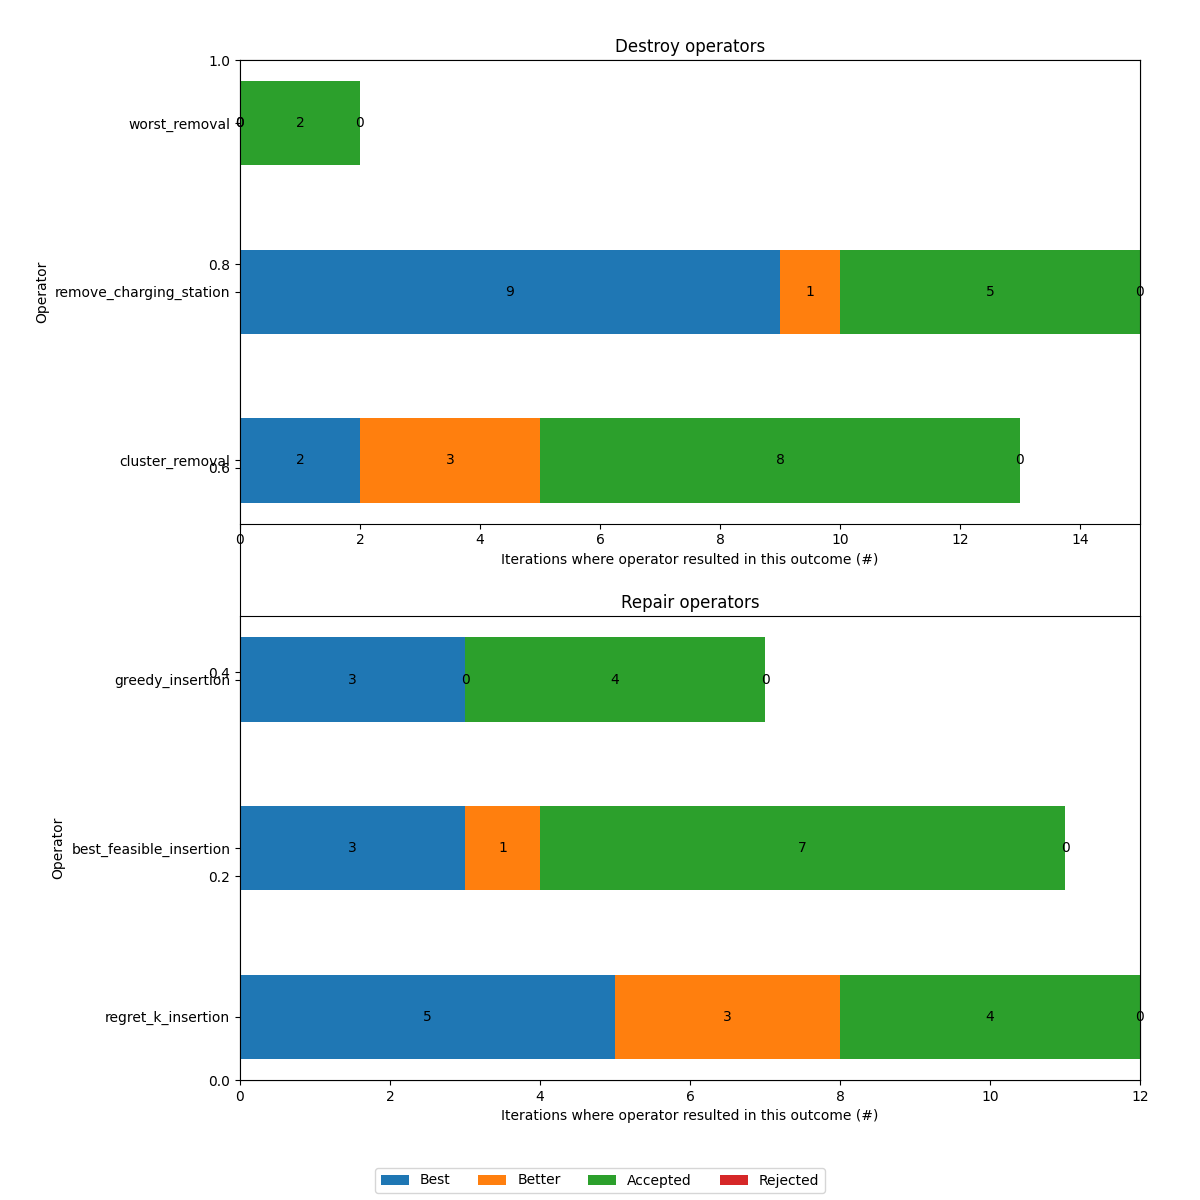 Destroy operators
1.0
worst_removal 0 0 2 0
0.8
Operator
remove_charging_station 9 1 5 0
cluster_removal 2 3 8 0
0.6
0 2 4 6 8 10 12 14
Iterations where operator resulted in this outcome (#)
Repair operators
0.4
greedy_insertion 3 0 4 0
Operator
best_feasible_insertion 3 1 7 0
0.2
regret_k_insertion 5 3 4 0
0.0
0 2 4 6 8 10 12
Iterations where operator resulted in this outcome (#)
Best Better Accepted Rejected